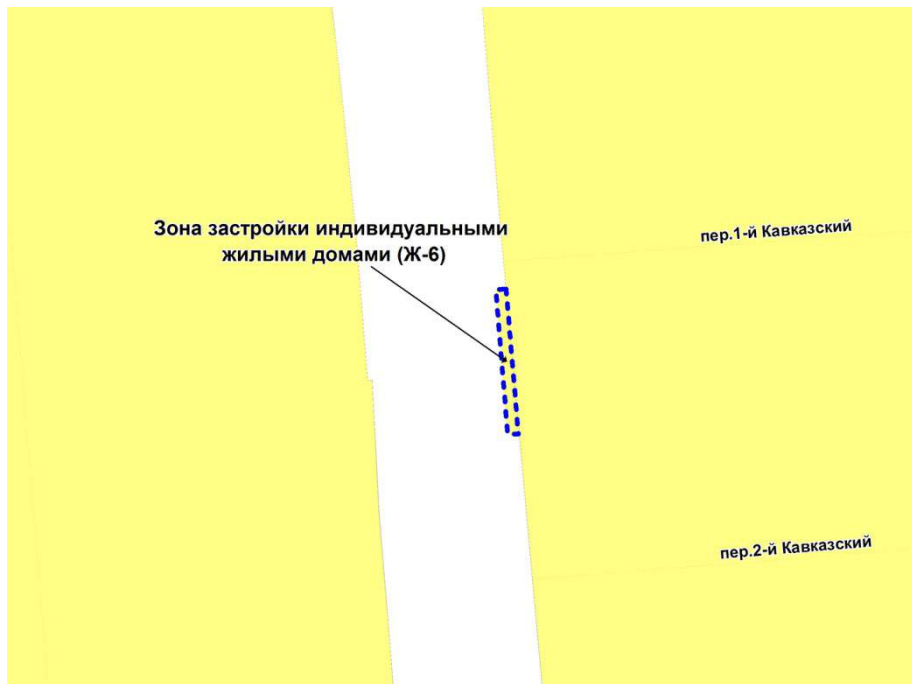 Зона застройки индивидуальными
жилыми домами (Ж-6)
пер.1-й Кавказский
пер.2-й Кавказский